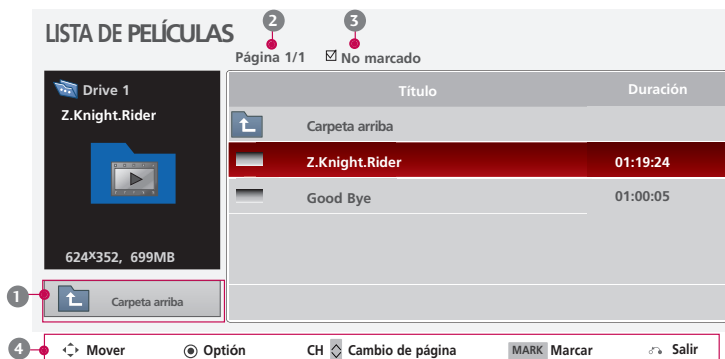 LISTA DE PELÍCULAS
2
3
Página 1/1 No marcado
Drive 1
Z.Knight.Rider
624X352, 699MB
1
Carpeta arriba
Título Duración
Carpeta arriba
Z.Knight.Rider 01:19:24
Good Bye 01:00:05
4
Mover Optión CH Cambio de página MARK Marcar Salir